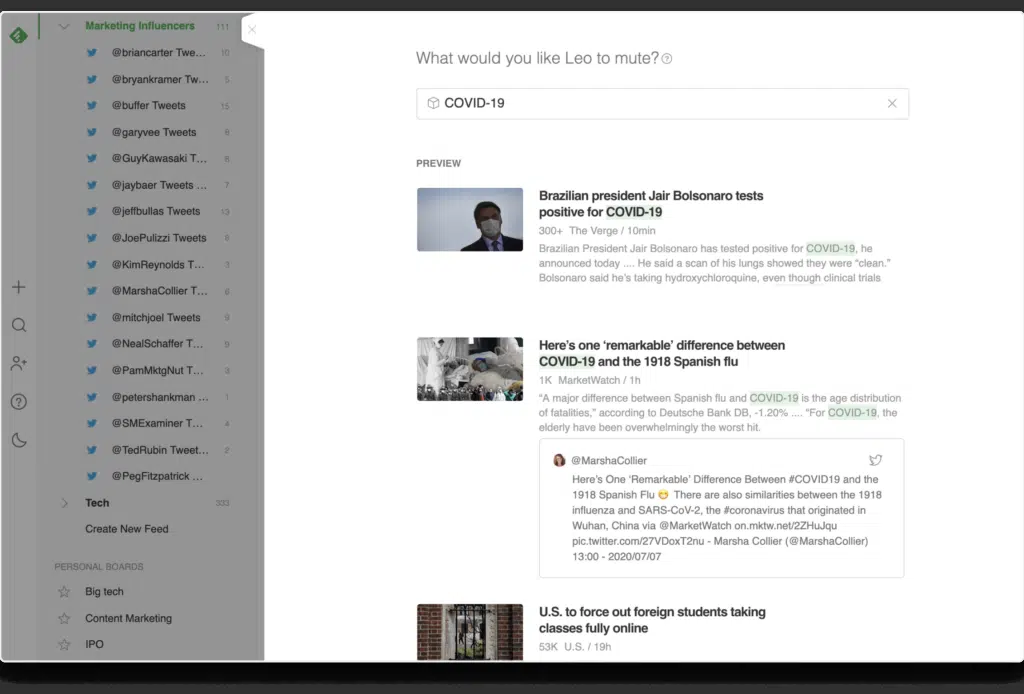 Marketing Influencers 111
@briancarter Twe... 10
@bryankramer Tw... 5
@buffer Tweets 15
@garyvee Tweets
@GuyKawasaki T...
@jaybaer Tweets ... 7
@jeffbullas Tweets
@JoePulizzi Tweets
@KimReynolds T...
@MarshaCollier T...
@mitchjoel Tweets
@NealSchaffer T... 9
@PamMktgNut T...
@petershankman ... 1
@SMExaminer T... 4
@TedRubin Tweet... 2
@PegFitzpatrick ...
Tech 333
Create New Feed
PERSONAL BOARDS
Big tech
Content Marketing
IPO
What would you like Leo to mute?
COVID-19
PREVIEW
Brazilian president Jair Bolsonaro tests
positive for COVID-19
300+ The Verge / 10min
Brazilian President Jair Bolsonaro has tested positive for COVID-19, he
announced today .... He said a scan of his lungs showed they were “clean.”
Bolsonaro said he’s taking hydroxychloroquine, even though clinical trials
Here’s one ‘remarkable’ difference between
COVID-19 and the 1918 Spanish flu
1K MarketWatch / 1h
“A major difference between Spanish flu and COVID-19 is the age distribution
of fatalities,” according to Deutsche Bank DB, -1.20% .... “For COVID-19, the
elderly have been overwhelmingly the worst hit.
@MarshaCollier
Here’s One ‘Remarkable’ Difference Between #COVID19 and the
1918 Spanish Flu 😷 There are also similarities between the 1918
influenza and SARS-CoV-2, the #coronavirus that originated in
Wuhan, China via @MarketWatch on.mktw.net/2ZHuJqu
pic.twitter.com/27VDoxT2nu - Marsha Collier (@MarshaCollier)
13:00 - 2020/07/07
U.S. to force out foreign students taking
classes fully online
53K U.S. / 19h